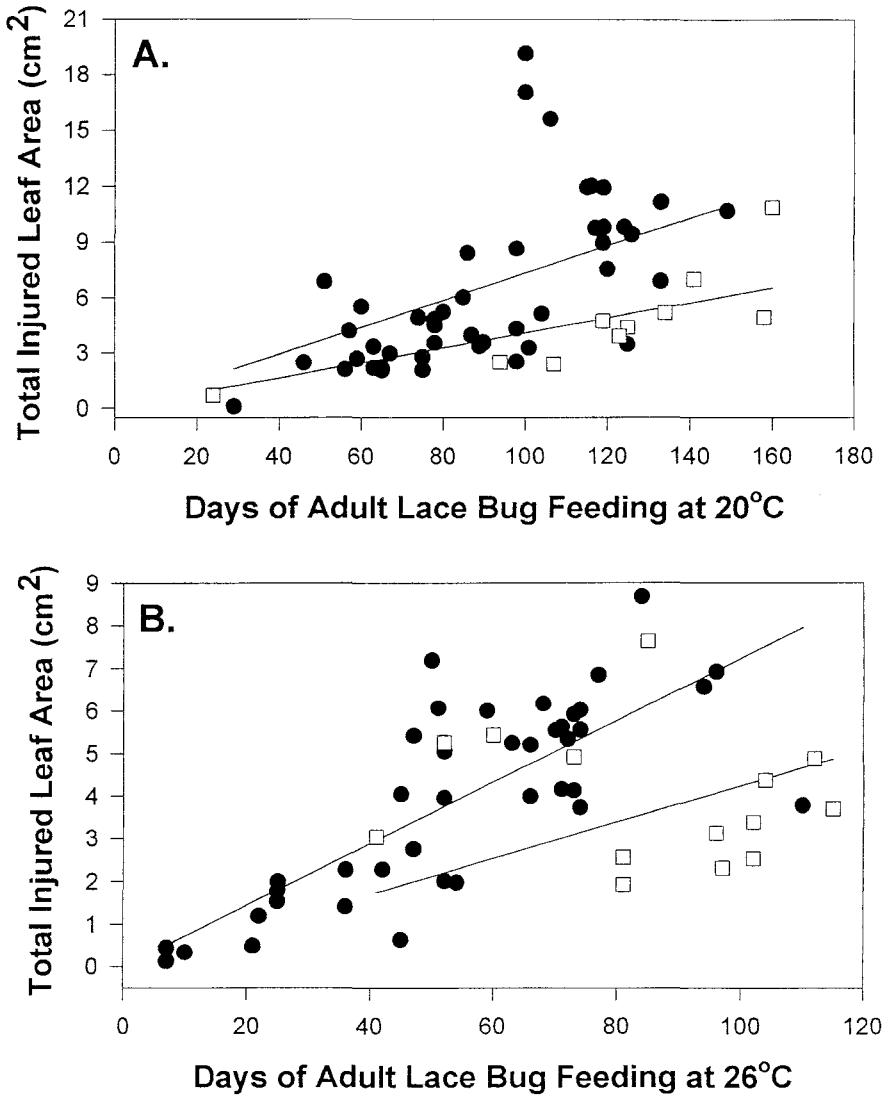 A.
Total Injured Leaf Area (cm²)
21
18
15
12
9
6
3
0
0 20 40 60 80 100 120 140 160 180
Days of Adult Lace Bug Feeding at 20°C
B.
Total Injured Leaf Area (cm²)
9
8
7
6
5
4
3
2
1
0
0 20 40 60 80 100 120
Days of Adult Lace Bug Feeding at 26°C